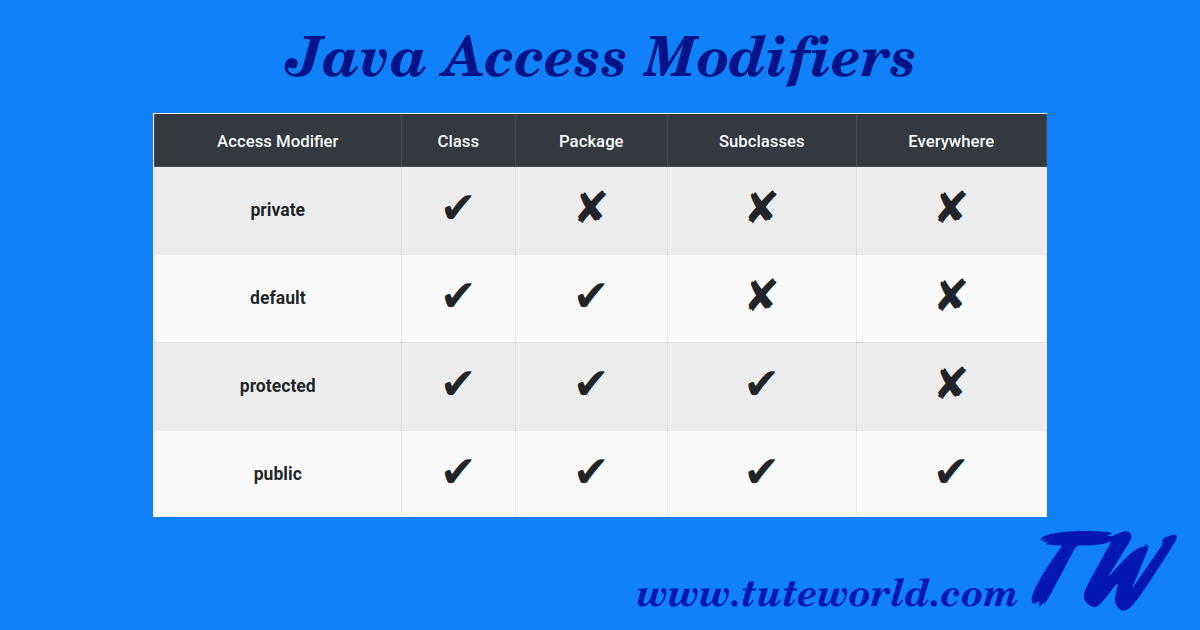 Java Access Modifiers
Access Modifier Class Package Subclasses Everywhere
private ✔ ✘ ✘ ✘
default ✔ ✔ ✘ ✘
protected ✔ ✔ ✔ ✘
public ✔ ✔ ✔ ✔
www.tuteworld.com TW